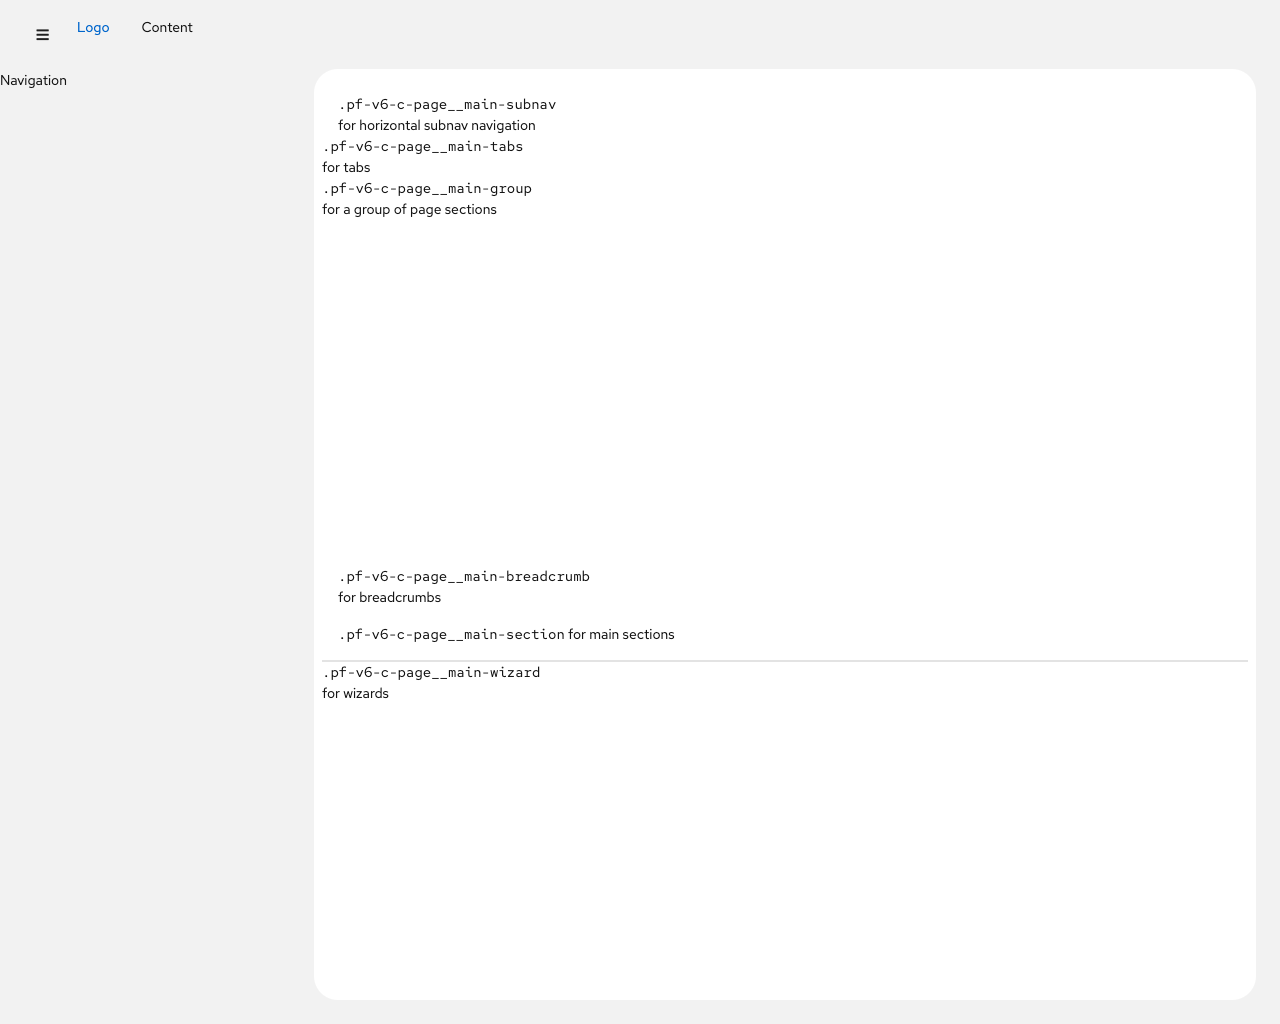 Logo
Content
Navigation
.pf-v6-c-page__main-subnav
for horizontal subnav navigation
.pf-v6-c-page__main-tabs
for tabs
.pf-v6-c-page__main-group
for a group of page sections
.pf-v6-c-page__main-breadcrumb
for breadcrumbs
.pf-v6-c-page__main-section for main sections
.pf-v6-c-page__main-wizard
for wizards